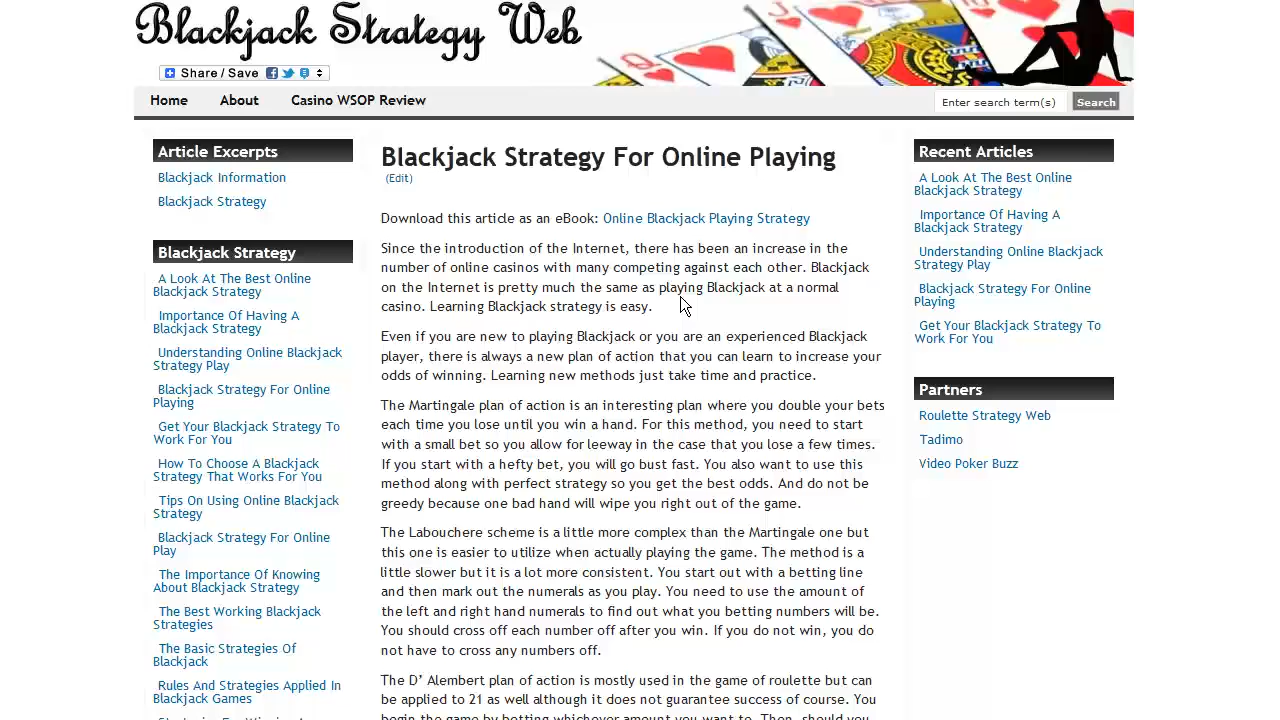 Blackjack Strategy Web
Share / Save
Home About Casino WSOP Review
Enter search term(s) Search
Article Excerpts
Blackjack Information
Blackjack Strategy
Blackjack Strategy
A Look At The Best Online
Blackjack Strategy
Importance Of Having A
Blackjack Strategy
Understanding Online Blackjack
Strategy Play
Blackjack Strategy For Online
Playing
Get Your Blackjack Strategy To
Work For You
How To Choose A Blackjack
Strategy That Works For You
Tips On Using Online Blackjack
Strategy
Blackjack Strategy For Online
Play
The Importance Of Knowing
About Blackjack Strategy
The Best Working Blackjack
Strategies
The Basic Strategies Of
Blackjack
Rules And Strategies Applied In
Blackjack Games
Blackjack Strategy For Online Playing
(Edit)
Download this article as an eBook: Online Blackjack Playing Strategy
Since the introduction of the Internet, there has been an increase in the
number of online casinos with many competing against each other. Blackjack
on the Internet is pretty much the same as playing Blackjack at a normal
casino. Learning Blackjack strategy is easy.
Even if you are new to playing Blackjack or you are an experienced Blackjack
player, there is always a new plan of action that you can learn to increase your
odds of winning. Learning new methods just take time and practice.
The Martingale plan of action is an interesting plan where you double your bets
each time you lose until you win a hand. For this method, you need to start
with a small bet so you allow for leeway in the case that you lose a few times.
If you start with a hefty bet, you will go bust fast. You also want to use this
method along with perfect strategy so you get the best odds. And do not be
greedy because one bad hand will wipe you right out of the game.
The Labouchere scheme is a little more complex than the Martingale one but
this one is easier to utilize when actually playing the game. The method is a
little slower but it is a lot more consistent. You start out with a betting line
and then mark out the numerals as you play. You need to use the amount of
the left and right hand numerals to find out what you betting numbers will be.
You should cross off each number off after you win. If you do not win, you do
not have to cross any numbers off.
The D' Alembert plan of action is mostly used in the game of roulette but can
be applied to 21 as well although it does not guarantee success of course. You
begin the game by betting whichever amount you want to. Then, should you
Recent Articles
A Look At The Best Online
Blackjack Strategy
Importance Of Having A
Blackjack Strategy
Understanding Online Blackjack
Strategy Play
Blackjack Strategy For Online
Playing
Get Your Blackjack Strategy To
Work For You
Partners
Roulette Strategy Web
Tadimo
Video Poker Buzz